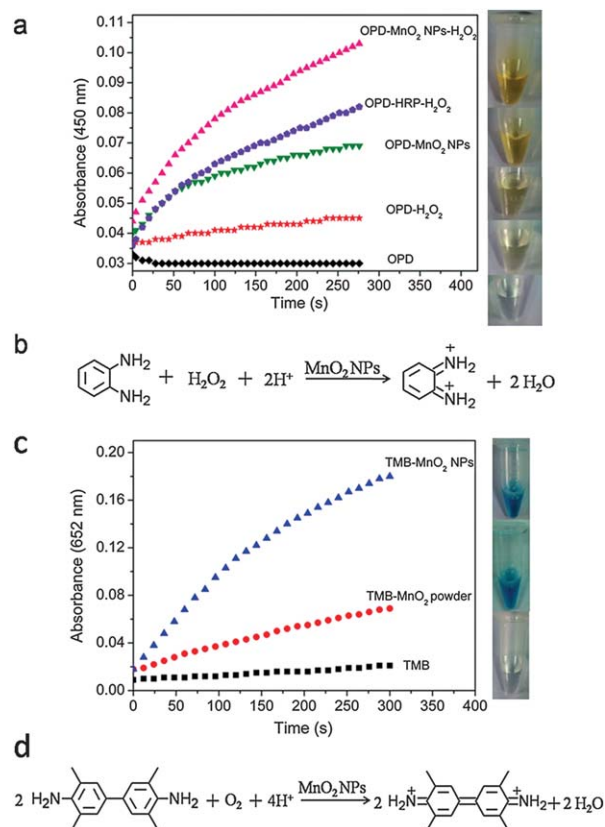 a
Absorbance (450 nm)
0.10
0.09
0.08
0.07
0.06
0.05
0.04
0.03
OPD-MnO₂ NPs-H₂O₂
OPD-HRP-H₂O₂
OPD-MnO₂ NPs
OPD-H₂O₂
OPD
0 50 100 150 200 250 300 350 400
Time (s)
b
NH₂
NH₂
+ H₂O₂ + 2H⁺
MnO₂ NPs
+
NH₂
+
NH₂
+ 2 H₂O
c
Absorbance (652 nm)
0.20
0.16
0.12
0.08
0.04
0.00
TMB-MnO₂ NPs
TMB-MnO₂ powder
TMB
0 50 100 150 200 250 300 350 400
Time (s)
d
2 H₂N NH₂ + O₂ + 4H⁺
MnO₂ NPs
2 H₂N⁺ ⁺NH₂ + 2 H₂O